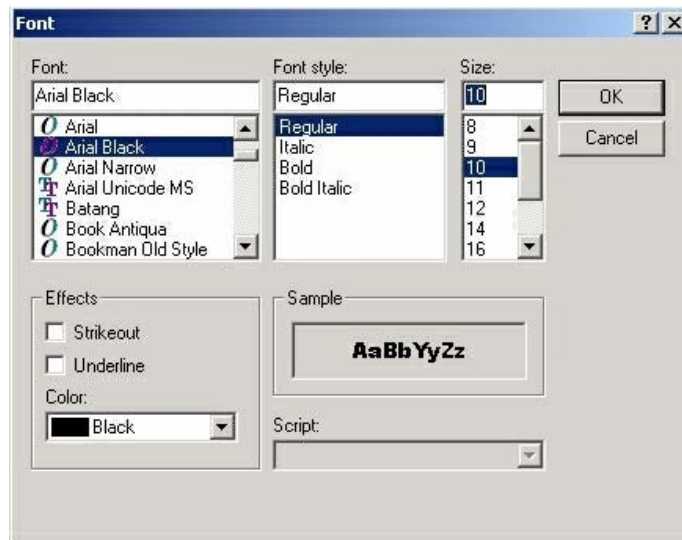 Font
Font:
Arial Black
Arial
Arial Black
Arial Narrow
Arial Unicode MS
Batang
Book Antiqua
Bookman Old Style
Font style:
Regular
Regular
Italic
Bold
Bold Italic
Size:
10
8
9
10
11
12
14
16
OK
Cancel
Effects
Strikeout
Underline
Color:
Black
Sample
AaBbYyZz
Script: